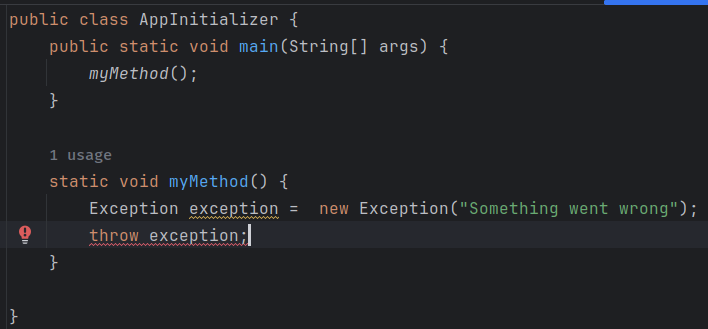 public class AppInitializer {
    public static void main(String[] args) {
        myMethod();
    }

    1 usage
    static void myMethod() {
        Exception exception =  new Exception("Something went wrong");
        throw exception;
    }

}